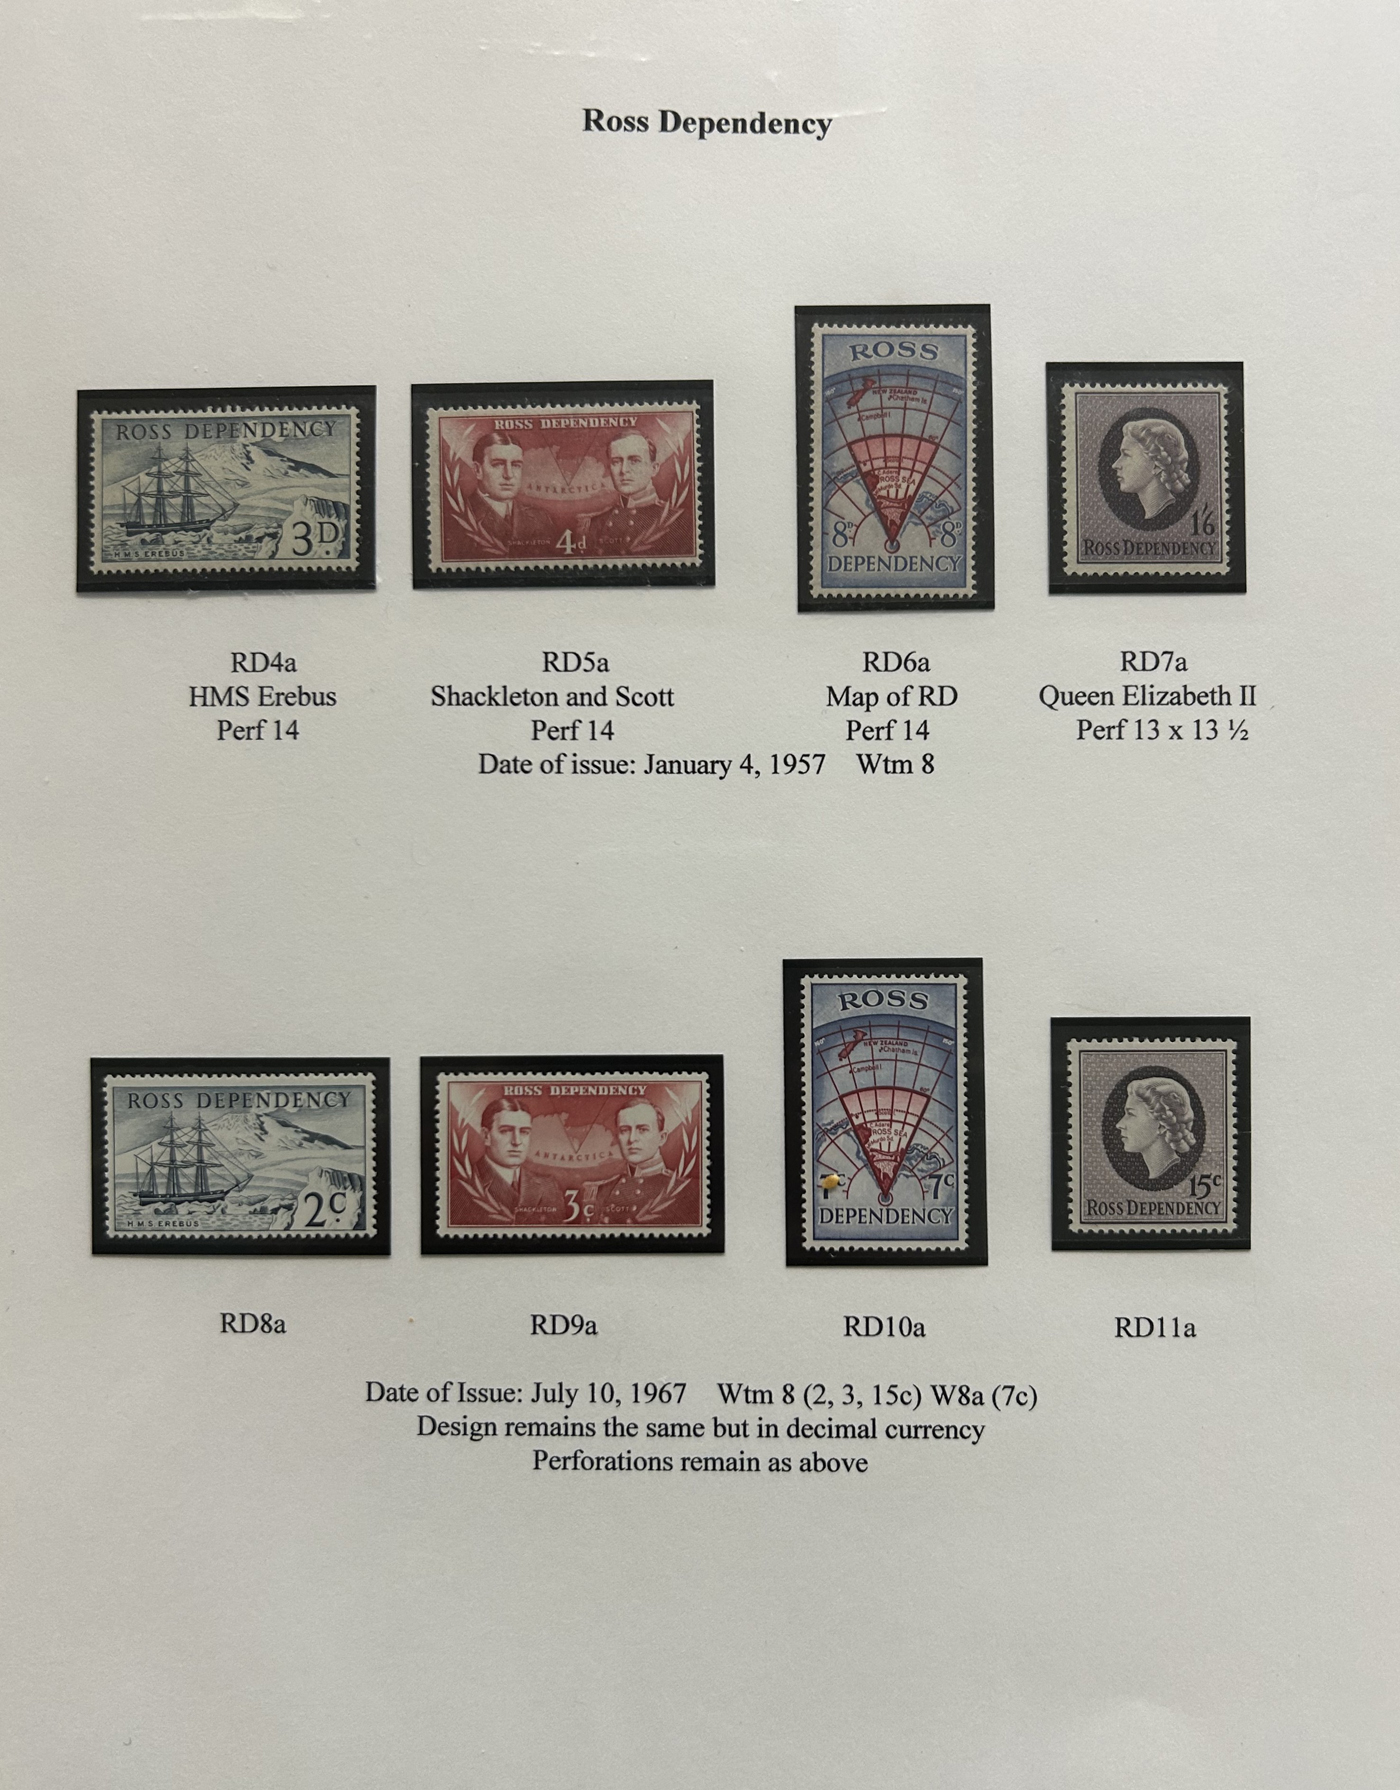 Ross Dependency
ROSS DEPENDENCY
H.M.S EREBUS
3D
ROSS DEPENDENCY
ANTARCTICA
SHACKLETON 4d SCOTT
ROSS
NEW ZEALAND
Chatham Is.
Campbell I
C.Adare
ROSS SEA
8D 8D
DEPENDENCY
1/6
ROSS DEPENDENCY
RD4a RD5a RD6a RD7a
HMS Erebus Shackleton and Scott Map of RD Queen Elizabeth II
Perf 14 Perf 14 Perf 14 Perf 13 x 13 ½
Date of issue: January 4, 1957 Wtm 8
ROSS DEPENDENCY
H.M.S EREBUS
2c
ROSS DEPENDENCY
ANTARCTICA
SHACKLETON 3c SCOTT
ROSS
NEW ZEALAND
Chatham Is.
Campbell I
C.Adare
ROSS SEA
7c
DEPENDENCY
15c
ROSS DEPENDENCY
RD8a RD9a RD10a RD11a
Date of Issue: July 10, 1967 Wtm 8 (2, 3, 15c) W8a (7c)
Design remains the same but in decimal currency
Perforations remain as above